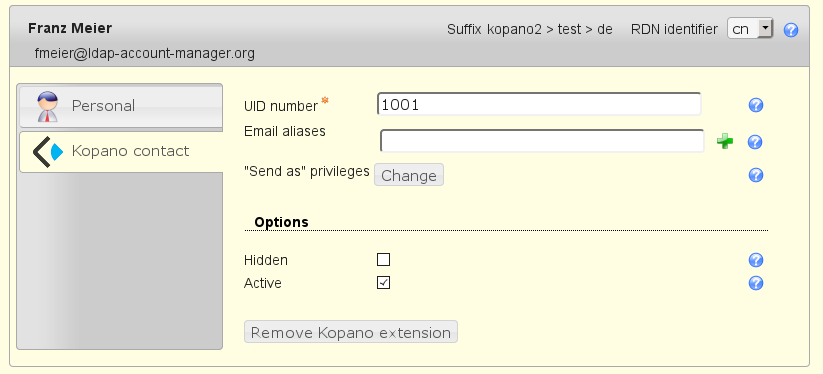 Franz Meier
Suffix kopano2 > test > de RDN identifier cn
fmeier@ldap-account-manager.org
Personal
Kopano contact
UID number * 1001
Email aliases
"Send as" privileges Change
Options
Hidden
Active
Remove Kopano extension